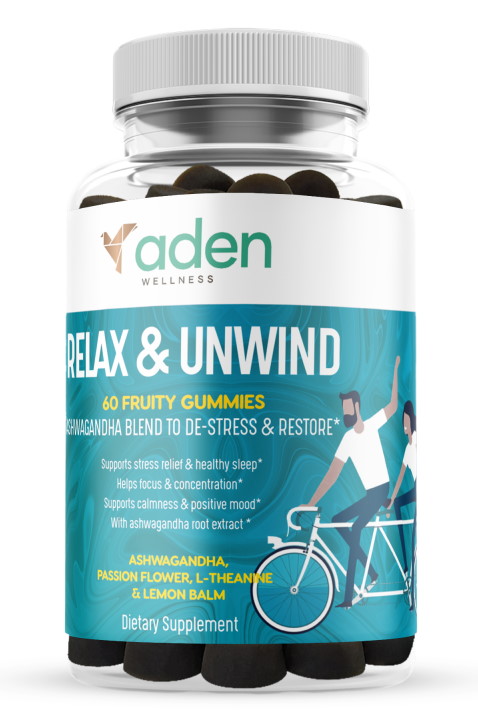 aden
WELLNESS
RELAX & UNWIND
60 FRUITY GUMMIES
ASHWAGANDHA BLEND TO DE-STRESS & RESTORE*
Supports stress relief & healthy sleep*
Helps focus & concentration*
Supports calmness & positive mood*
With ashwagandha root extract *
ASHWAGANDHA,
PASSION FLOWER, L-THEANINE
& LEMON BALM
Dietary Supplement